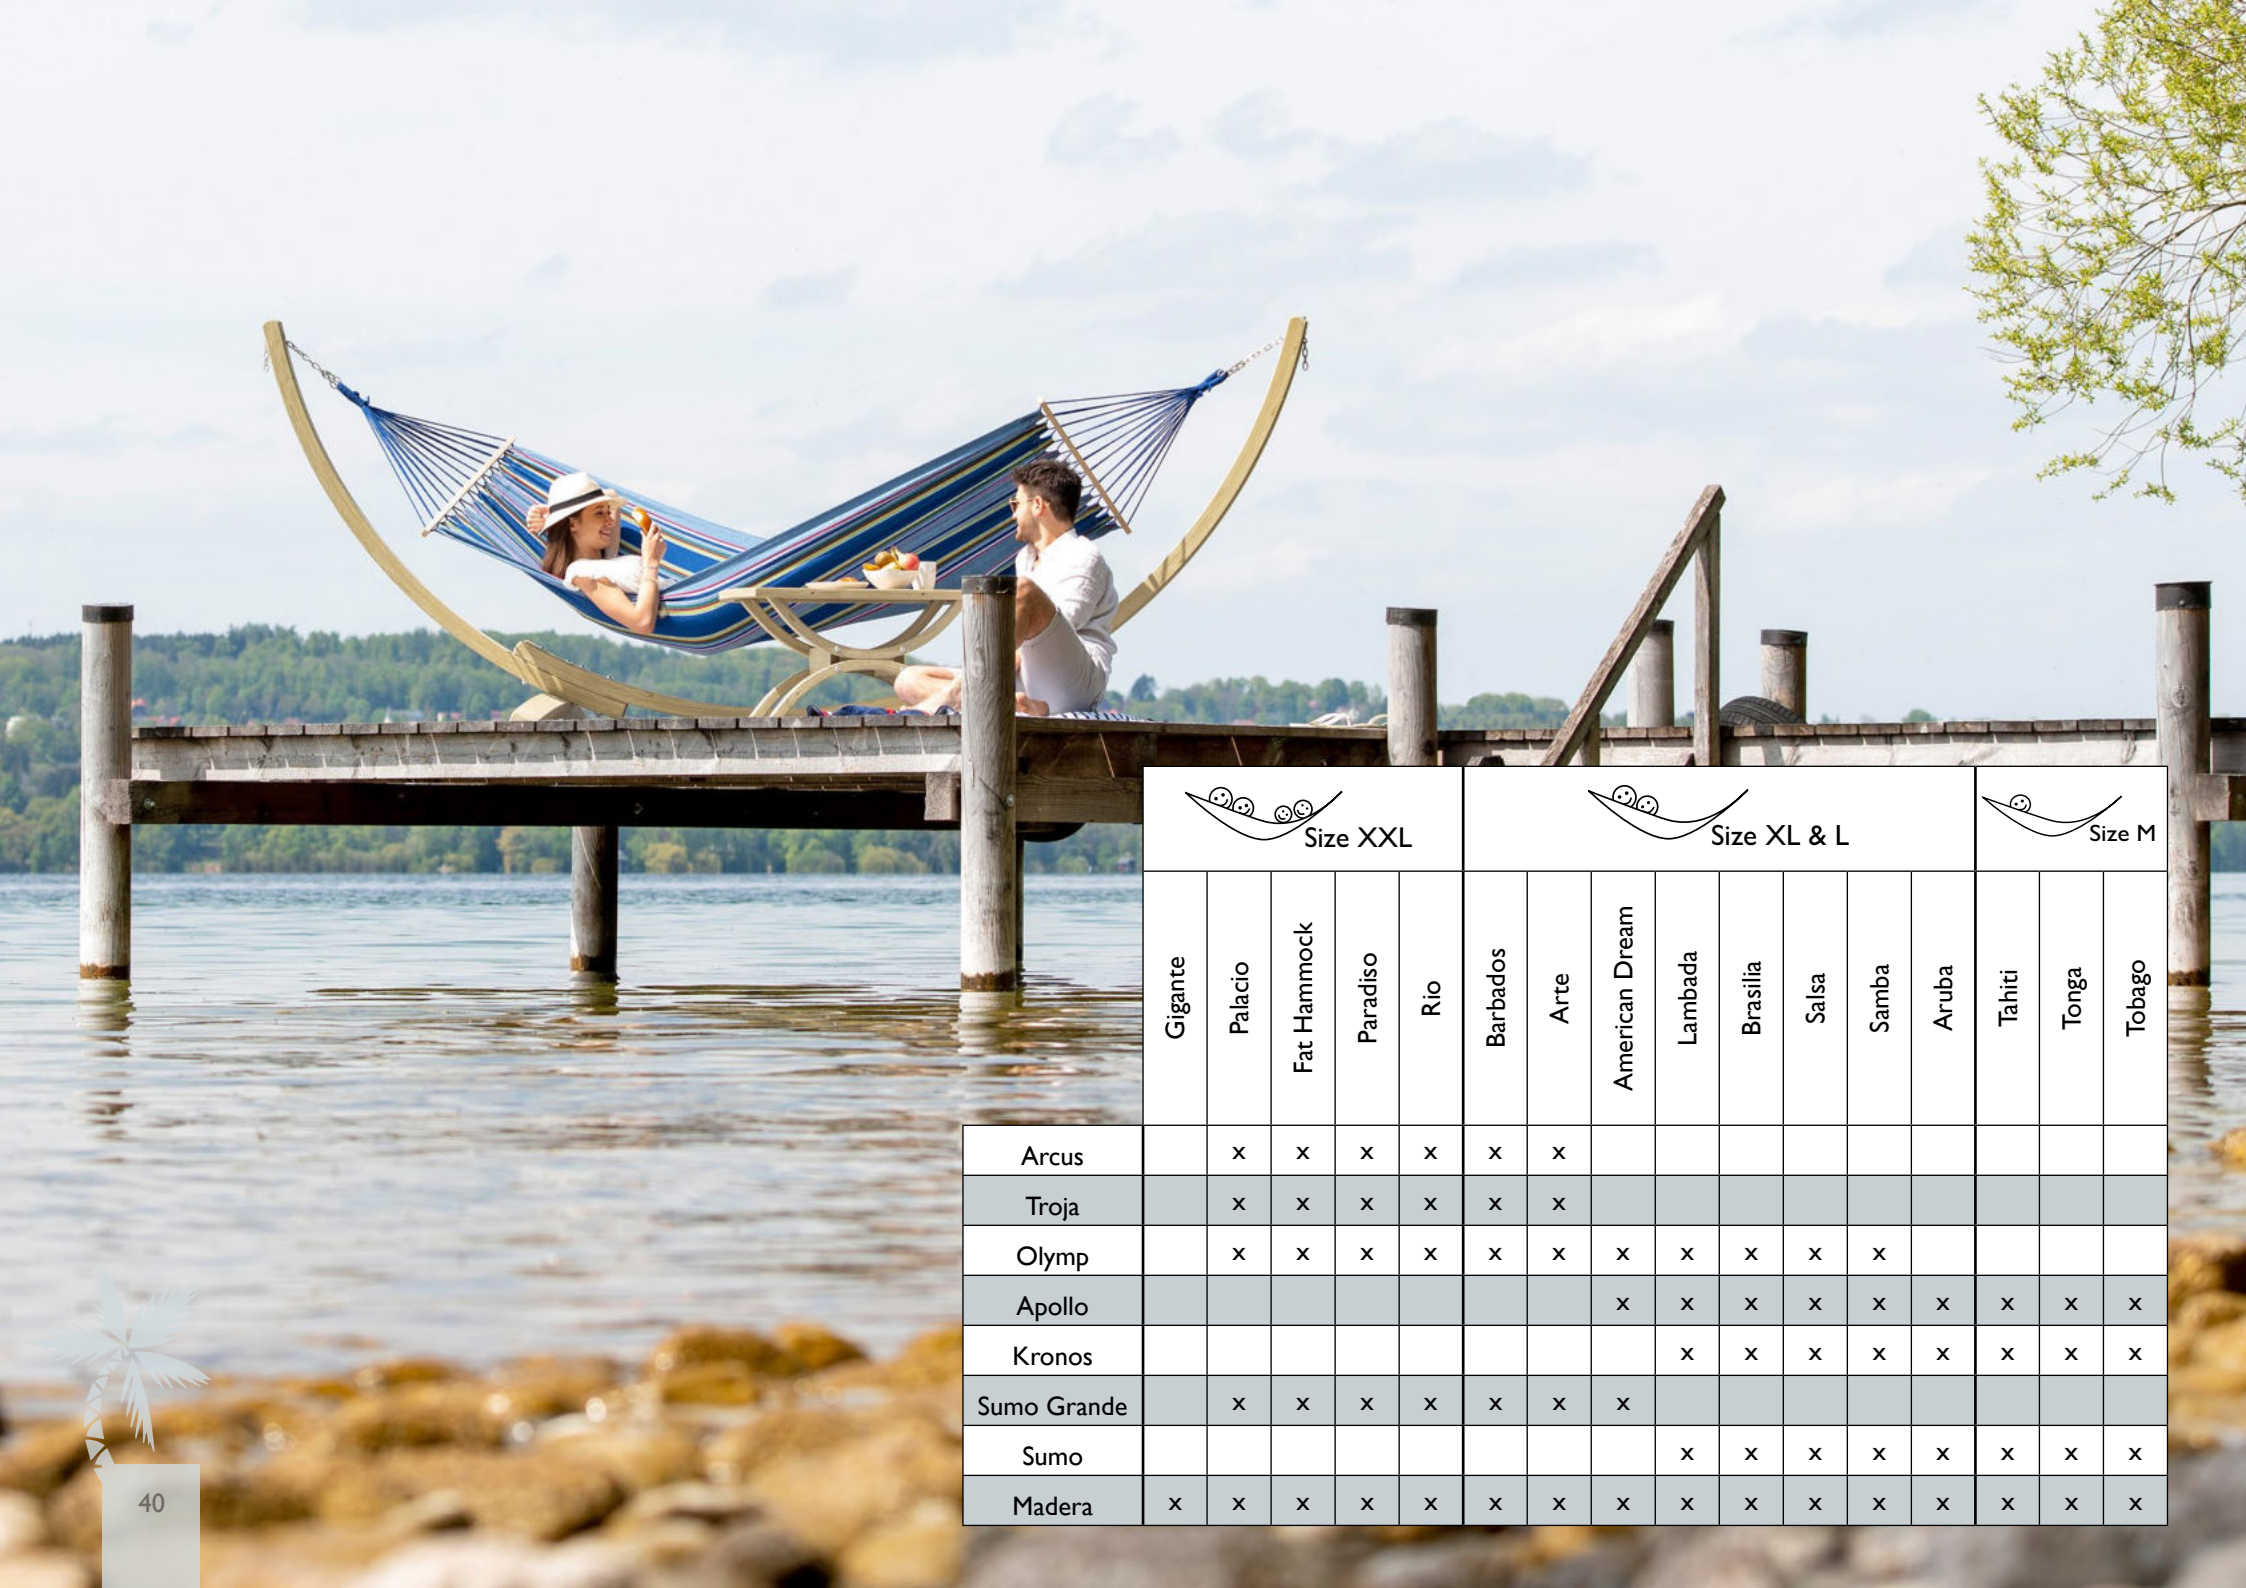 Size XXL Size XL & L Size M
Gigante Palacio Fat Hammock Paradiso Rio Barbados Arte American Dream Lambada Brasilia Salsa Samba Aruba Tahiti Tonga Tobago
Arcus x x x x x x
Troja x x x x x x
Olymp x x x x x x x x x x x
Apollo x x x x x x x x x
Kronos x x x x x x x x
Sumo Grande x x x x x x x
Sumo x x x x x x x x
Madera x x x x x x x x x x x x x x x x
40